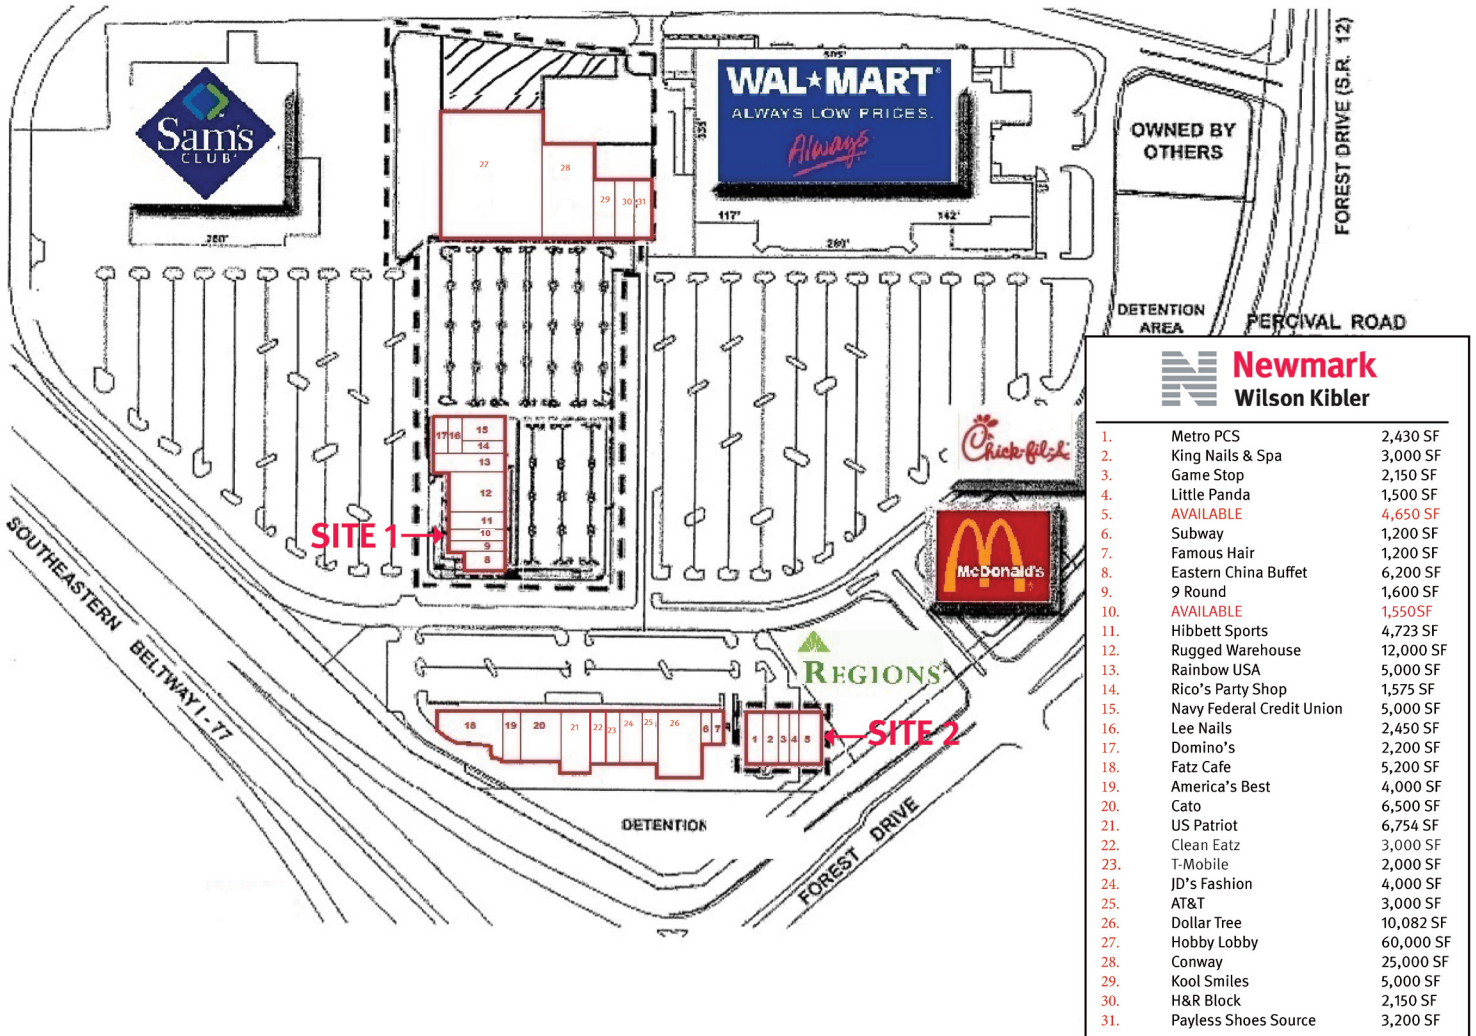 Sam's
CLUB
280'
505'
WAL★MART
ALWAYS LOW PRICES.
Always
335'
117'
142'
280'
OWNED BY
OTHERS
FOREST DRIVE (S.R. 12)
DETENTION
AREA
PERCIVAL ROAD
27
28
29
30
31
17
16
15
14
13
12
11
10
9
8
SITE 1
Chick-fil-A
McDonald's
REGIONS
SOUTHEASTERN BELTWAY I - 77
18
19
20
21
22
23
24
25
26
6
7
1 2 3 4 5
SITE 2
DETENTION
FOREST DRIVE
Newmark
Wilson Kibler
1. Metro PCS 2,430 SF
2. King Nails & Spa 3,000 SF
3. Game Stop 2,150 SF
4. Little Panda 1,500 SF
5. AVAILABLE 4,650 SF
6. Subway 1,200 SF
7. Famous Hair 1,200 SF
8. Eastern China Buffet 6,200 SF
9. 9 Round 1,600 SF
10. AVAILABLE 1,550SF
11. Hibbett Sports 4,723 SF
12. Rugged Warehouse 12,000 SF
13. Rainbow USA 5,000 SF
14. Rico's Party Shop 1,575 SF
15. Navy Federal Credit Union 5,000 SF
16. Lee Nails 2,450 SF
17. Domino's 2,200 SF
18. Fatz Cafe 5,200 SF
19. America's Best 4,000 SF
20. Cato 6,500 SF
21. US Patriot 6,754 SF
22. Clean Eatz 3,000 SF
23. T-Mobile 2,000 SF
24. JD's Fashion 4,000 SF
25. AT&T 3,000 SF
26. Dollar Tree 10,082 SF
27. Hobby Lobby 60,000 SF
28. Conway 25,000 SF
29. Kool Smiles 5,000 SF
30. H&R Block 2,150 SF
31. Payless Shoes Source 3,200 SF